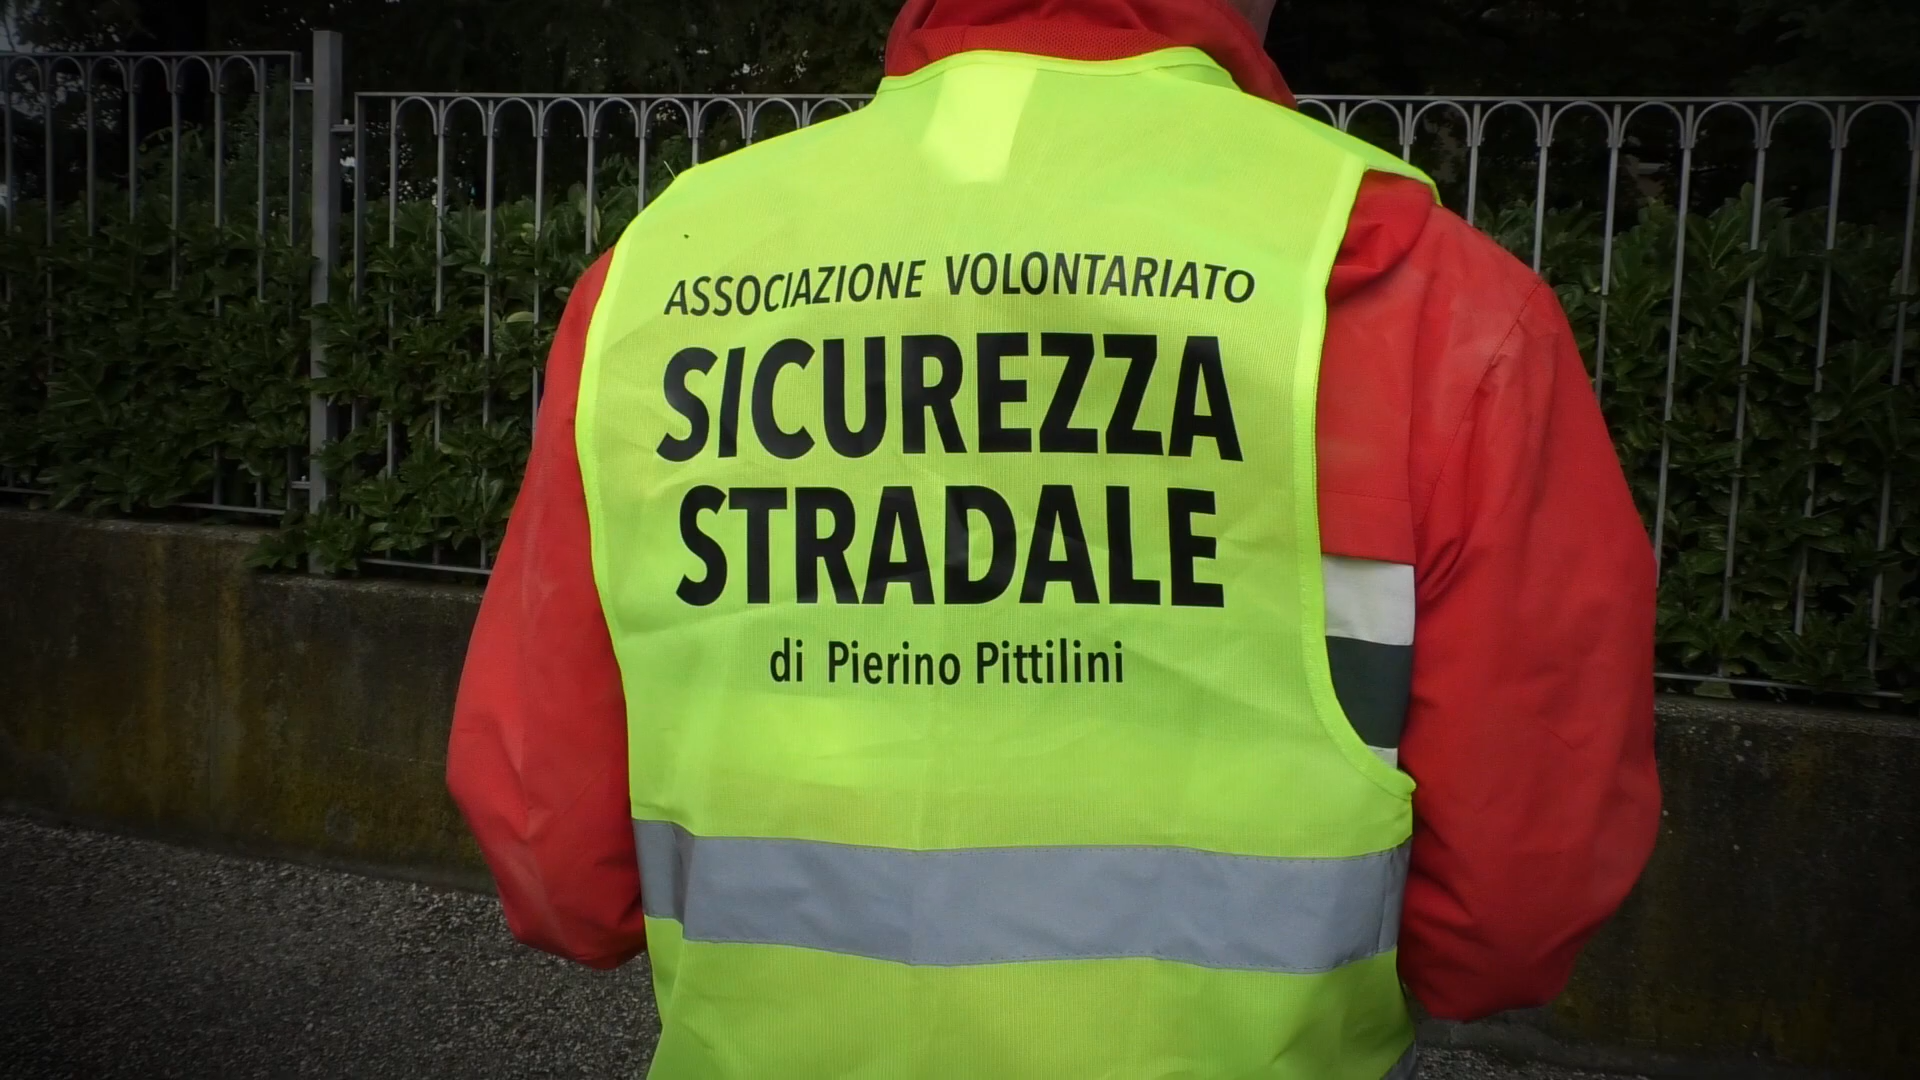 ASSOCIAZIONE VOLONTARIATO
SICUREZZA
STRADALE
di Pierino Pittilini